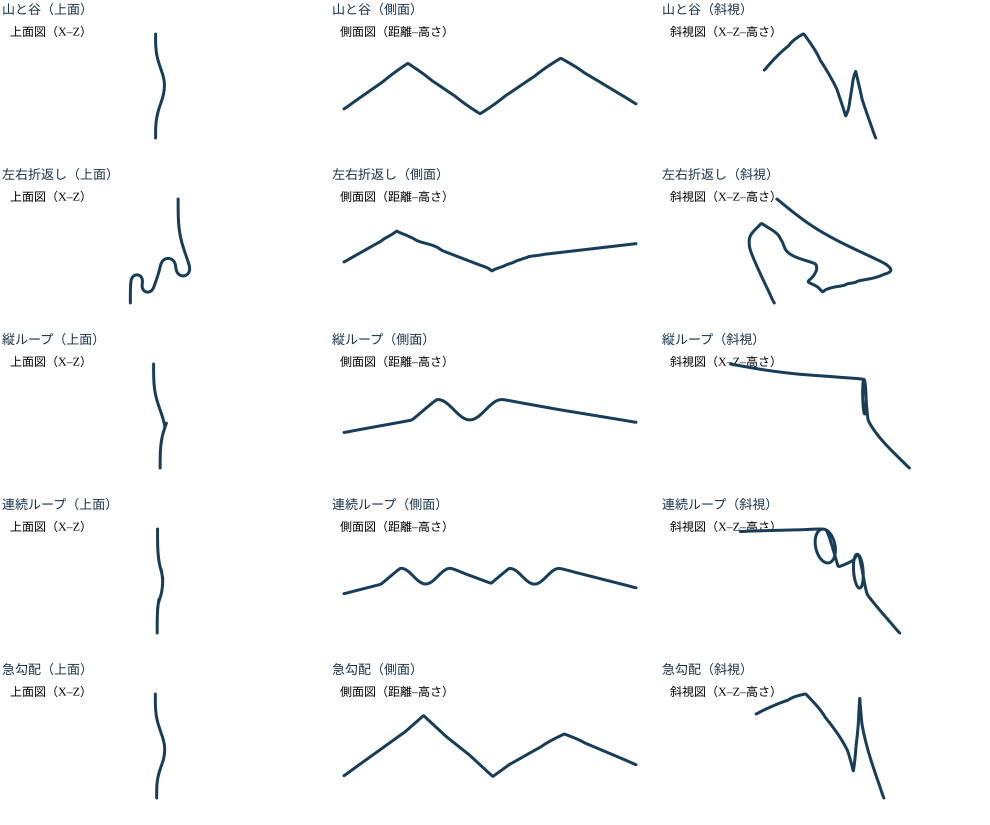 山と谷（上面）
上面図（X–Z）
山と谷（側面）
側面図（距離–高さ）
山と谷（斜視）
斜視図（X–Z–高さ）
左右折返し（上面）
上面図（X–Z）
左右折返し（側面）
側面図（距離–高さ）
左右折返し（斜視）
斜視図（X–Z–高さ）
縦ループ（上面）
上面図（X–Z）
縦ループ（側面）
側面図（距離–高さ）
縦ループ（斜視）
斜視図（X–Z–高さ）
連続ループ（上面）
上面図（X–Z）
連続ループ（側面）
側面図（距離–高さ）
連続ループ（斜視）
斜視図（X–Z–高さ）
急勾配（上面）
上面図（X–Z）
急勾配（側面）
側面図（距離–高さ）
急勾配（斜視）
斜視図（X–Z–高さ）